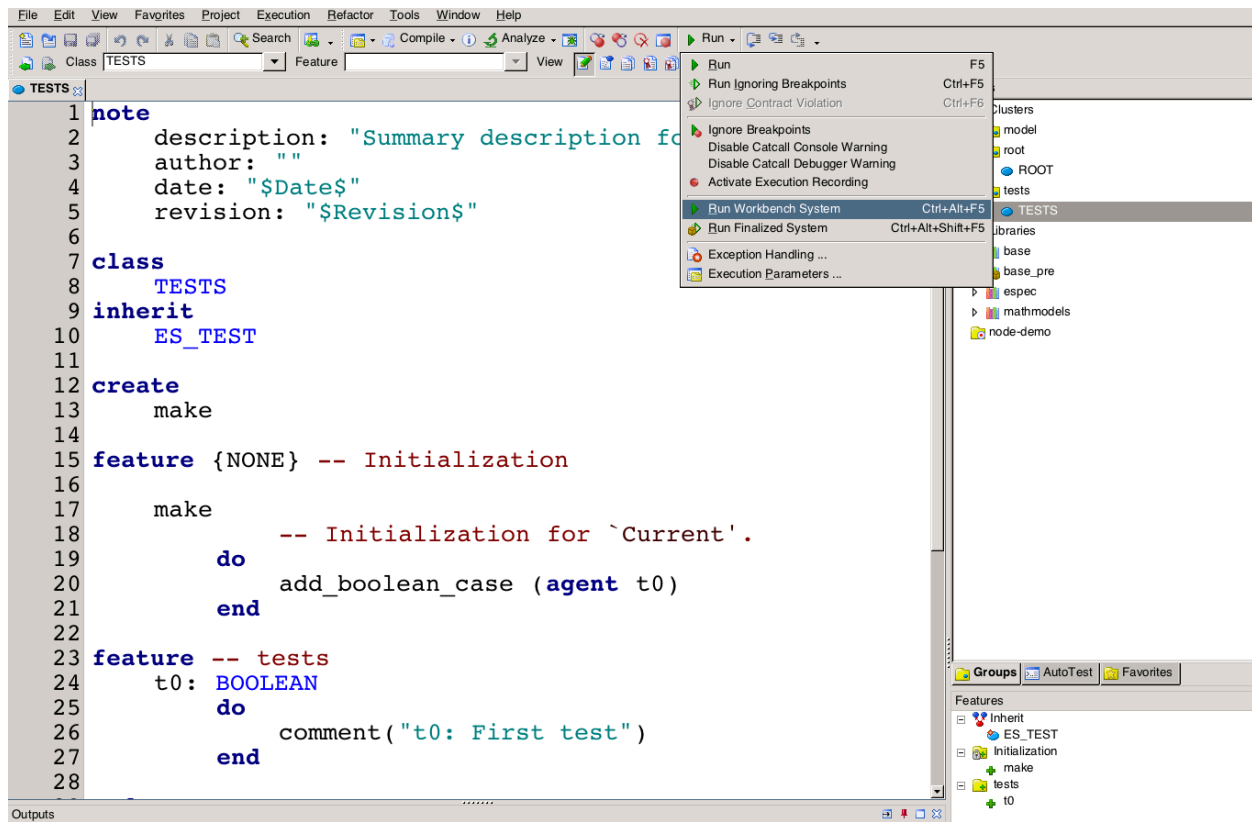 File Edit View Favorites Project Execution Refactor Tools Window Help
Search Compile Analyze Run
Class TESTS Feature View
TESTS
Run F5
Run Ignoring Breakpoints Ctrl+F5
Ignore Contract Violation Ctrl+F6
Ignore Breakpoints
Disable Catcall Console Warning
Disable Catcall Debugger Warning
Activate Execution Recording
Run Workbench System Ctrl+Alt+F5
Run Finalized System Ctrl+Alt+Shift+F5
Exception Handling ...
Execution Parameters ...
1 note
2 description: "Summary description fo
3 author: ""
4 date: "$Date$"
5 revision: "$Revision$"
6
7 class
8 TESTS
9 inherit
10 ES_TEST
11
12 create
13 make
14
15 feature {NONE} -- Initialization
16
17 make
18 -- Initialization for `Current'.
19 do
20 add_boolean_case (agent t0)
21 end
22
23 feature -- tests
24 t0: BOOLEAN
25 do
26 comment("t0: First test")
27 end
28
Clusters
model
root
ROOT
tests
TESTS
ibraries
base
base_pre
espec
mathmodels
node-demo
Groups AutoTest Favorites
Features
Inherit
ES_TEST
Initialization
make
tests
t0
Outputs